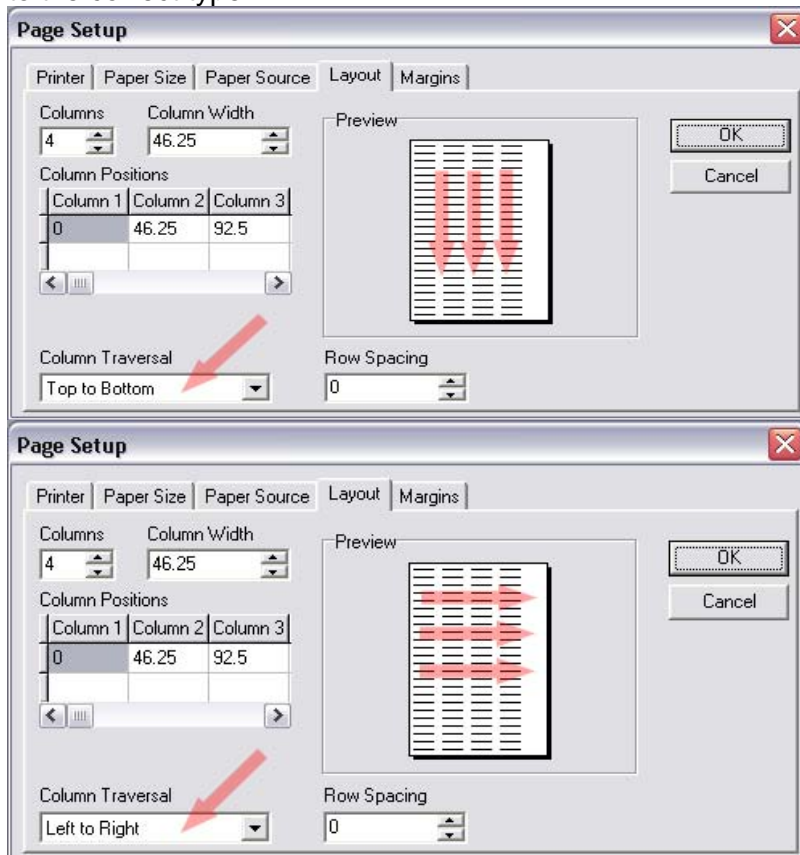 Page Setup
Printer Paper Size Paper Source Layout Margins
Columns Column Width Preview
4 46.25 OK
Column Positions Cancel
Column 1 Column 2 Column 3
0 46.25 92.5
Column Traversal Row Spacing
Top to Bottom 0
Page Setup
Printer Paper Size Paper Source Layout Margins
Columns Column Width Preview
4 46.25 OK
Column Positions Cancel
Column 1 Column 2 Column 3
0 46.25 92.5
Column Traversal Row Spacing
Left to Right 0